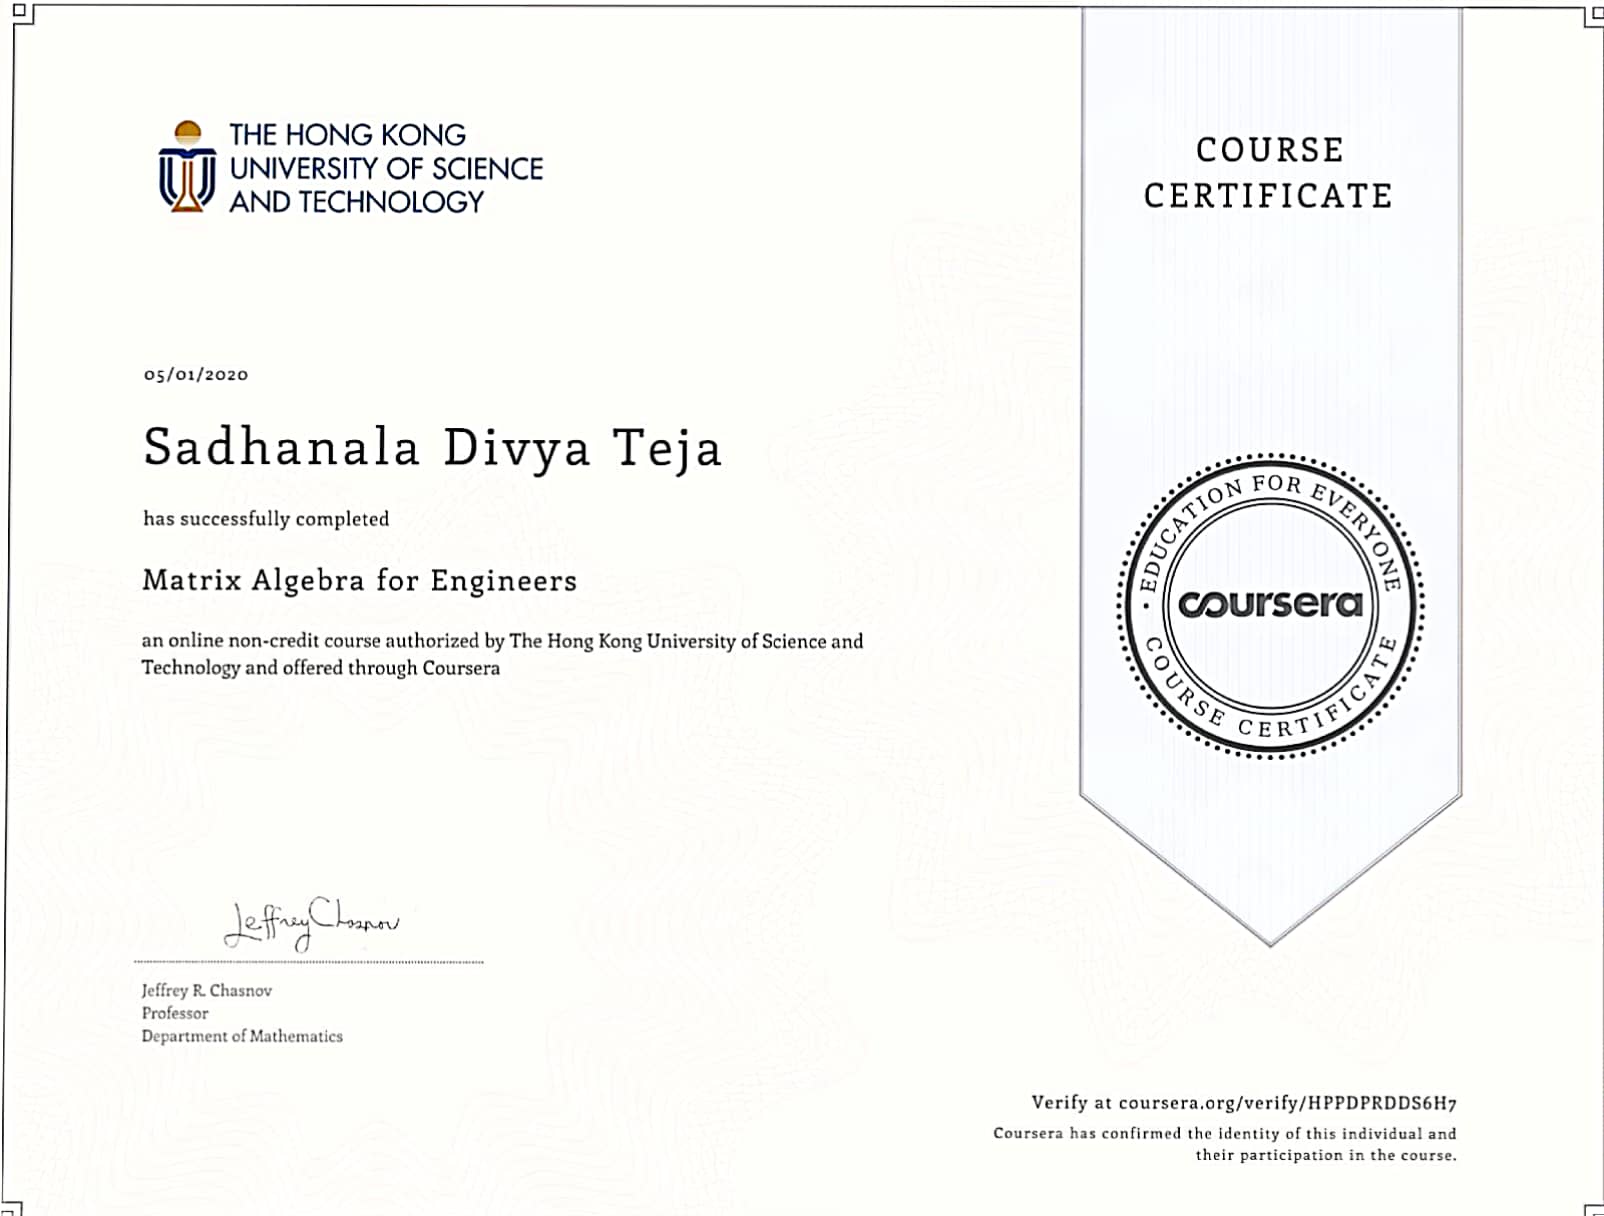 THE HONG KONG
UNIVERSITY OF SCIENCE
AND TECHNOLOGY
COURSE
CERTIFICATE
05/01/2020
Sadhanala Divya Teja
has successfully completed
Matrix Algebra for Engineers
an online non-credit course authorized by The Hong Kong University of Science and
Technology and offered through Coursera
EDUCATION FOR EVERYONE
coursera
COURSE CERTIFICATE
Jeffrey Chasnov
Jeffrey R. Chasnov
Professor
Department of Mathematics
Verify at coursera.org/verify/HPPDPRDDS6H7
Coursera has confirmed the identity of this individual and
their participation in the course.